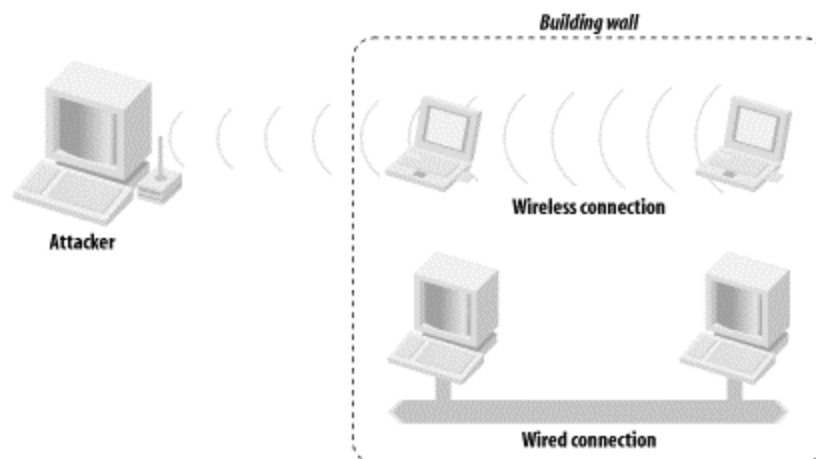 Building wall
Wireless connection
Attacker
Wired connection